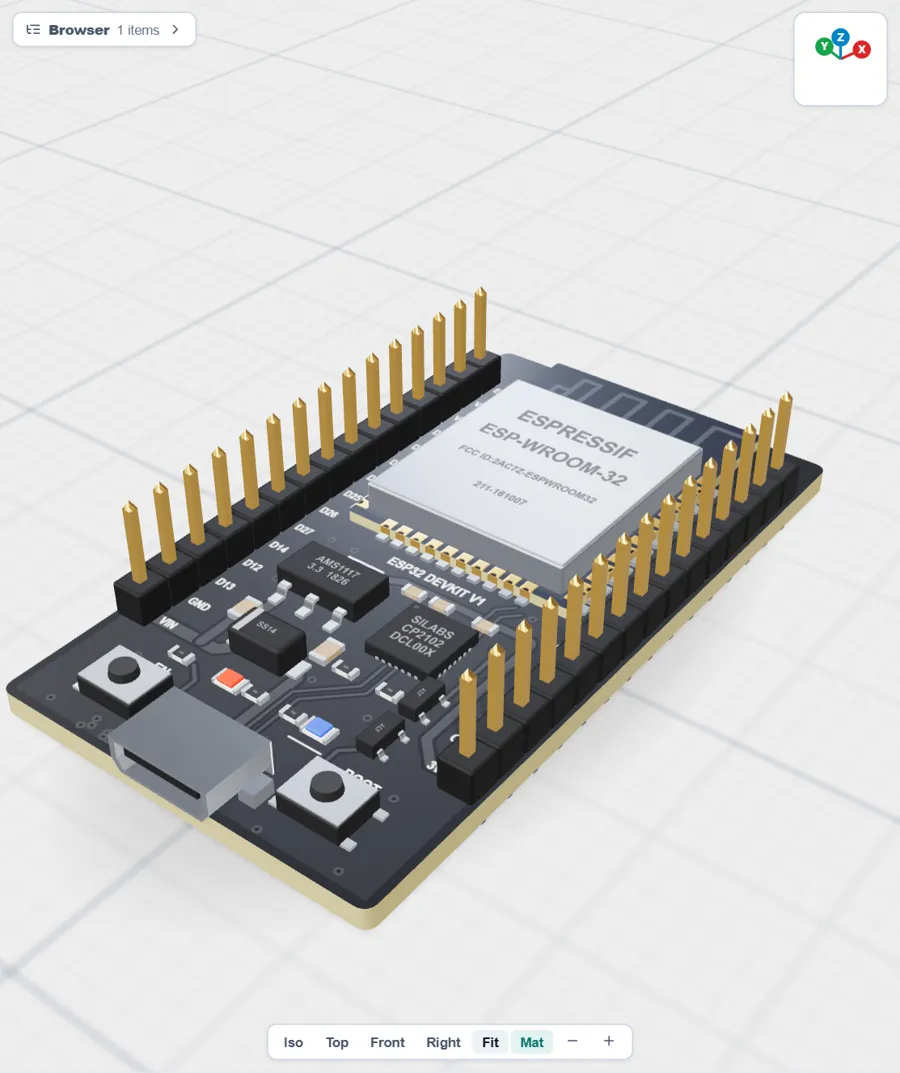 Browser 1 items
Z
Y
X
ESPRESSIF
ESP-WROOM-32
FCC ID:2AC7Z-ESPWROOM32
211-161007
D25
D26
D27
D14
D12
D13
GND
VIN
AMS1117
3.3 1826
ESP32 DEVKIT V1
SILABS
CP2102
DCL00X
SS14
J2Y
J2Y
Iso Top Front Right Fit Mat − +